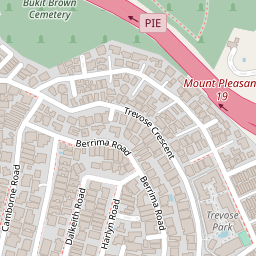 Bukit Brown
Cemetery
PIE
Mount Pleasan
19
Trevose Crescent
Berrima Road
Berrima Road
Camborne Road
Dalkeith Road
Harlyn Road
Trevose
Park